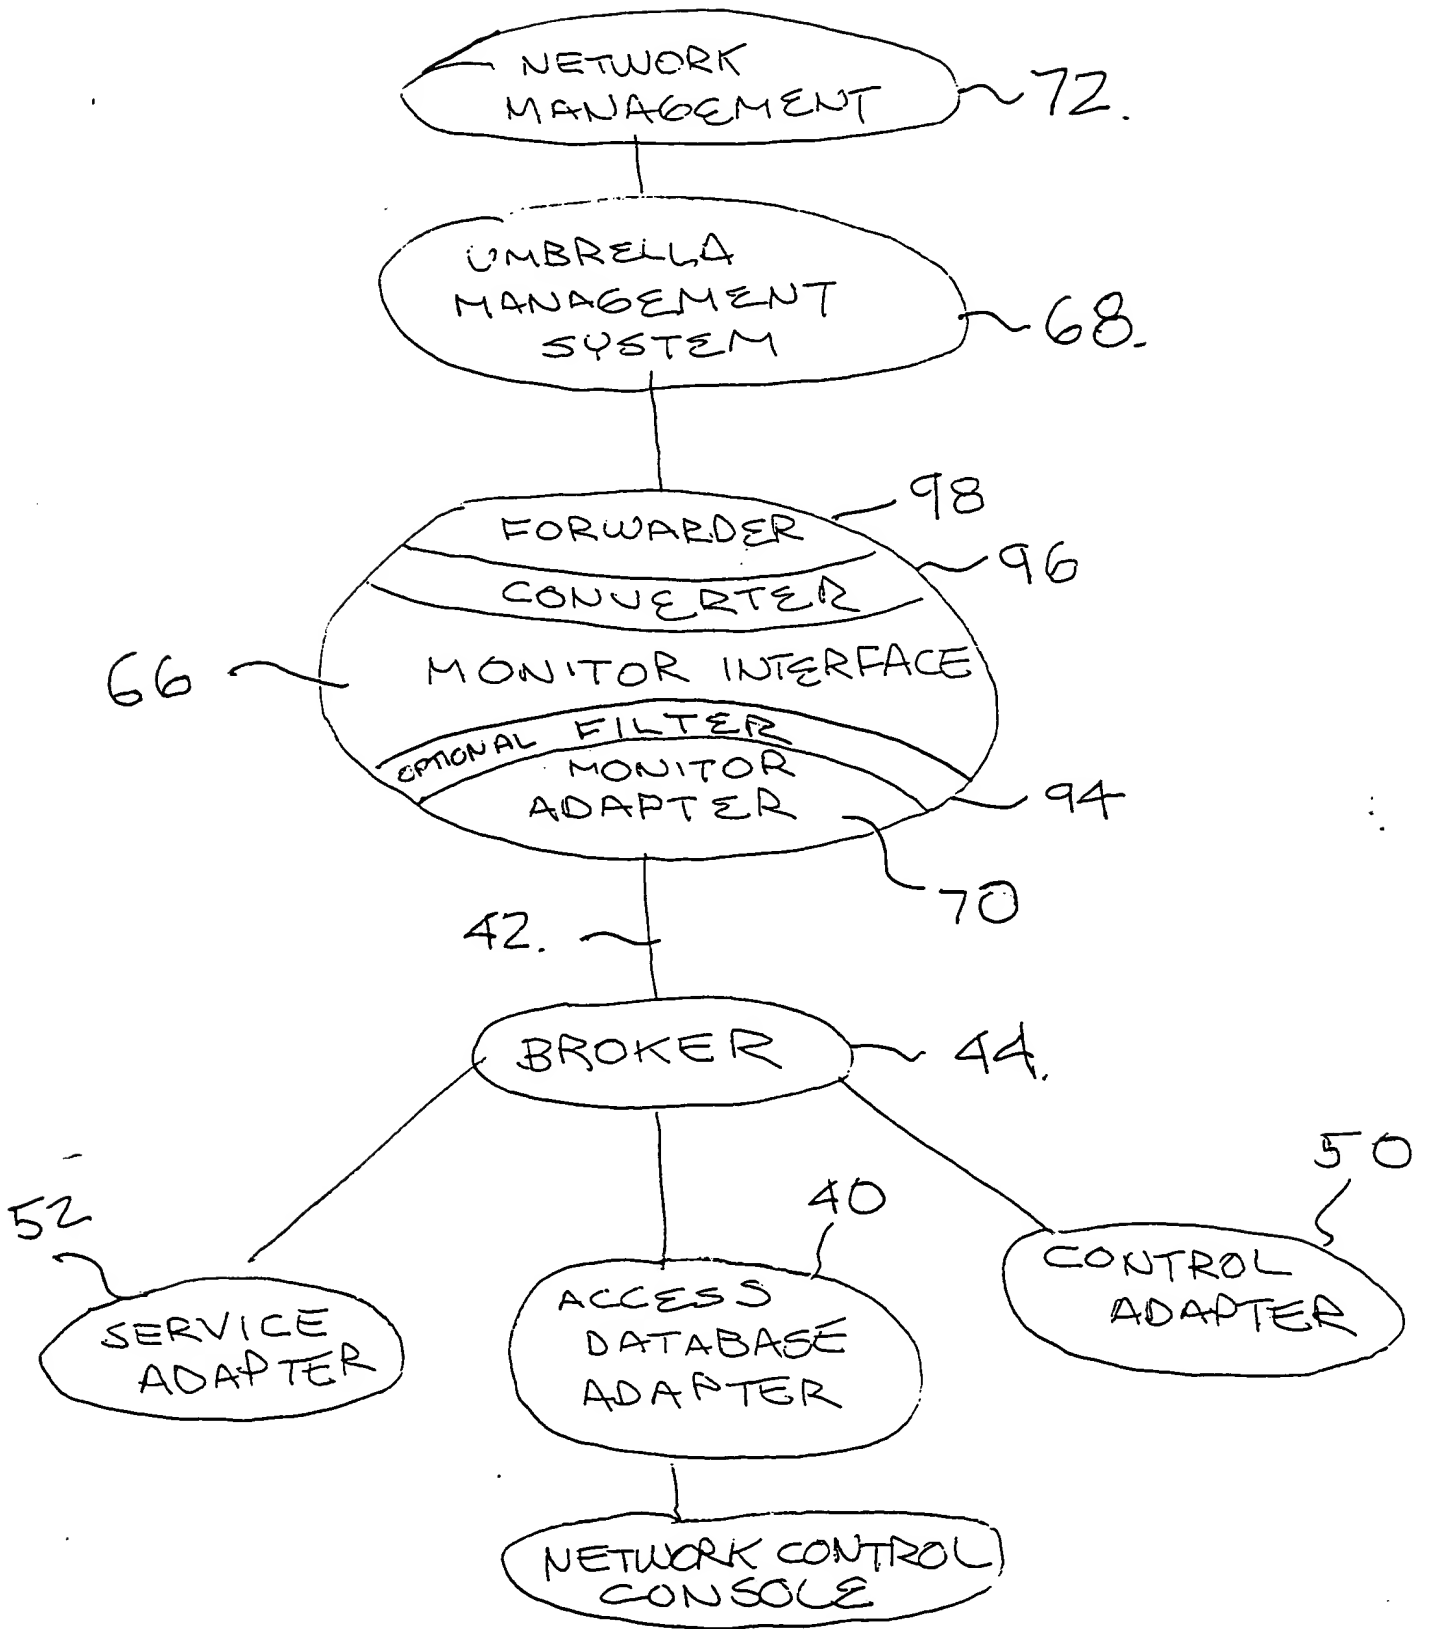 NETWORK
MANAGEMENT
72.
UMBRELLA
MANAGEMENT
SYSTEM
68.
98
FORWARDER
96
CONVERTER
66
MONITOR INTERFACE
OPTIONAL FILTER
MONITOR
ADAPTER
94
70
42.
BROKER
44.
50
52
40
CONTROL
ADAPTER
SERVICE
ADAPTER
ACCESS
DATABASE
ADAPTER
NETWORK CONTROL
CONSOLE